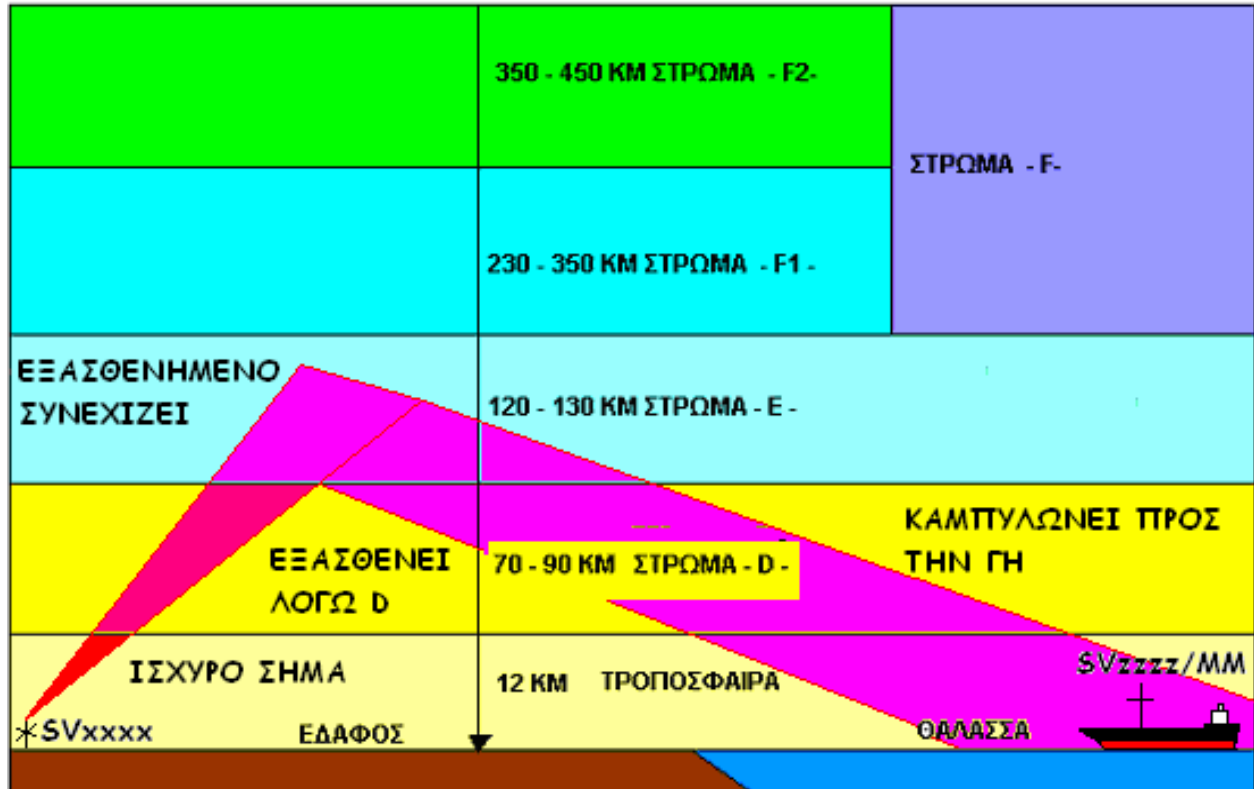 350 - 450 ΚΜ ΣΤΡΩΜΑ - F2-
ΣΤΡΩΜΑ - F-
230 - 350 ΚΜ ΣΤΡΩΜΑ - F1 -
ΕΞΑΣΘΕΝΗΜΕΝΟ
ΣΥΝΕΧΙΖΕΙ
120 - 130 ΚΜ ΣΤΡΩΜΑ - E -
ΚΑΜΠΥΛΩΝΕΙ ΠΡΟΣ
ΤΗΝ ΓΗ
ΕΞΑΣΘΕΝΕΙ
ΛΟΓΩ D
70 - 90 ΚΜ ΣΤΡΩΜΑ - D -
ΙΣΧΥΡΟ ΣΗΜΑ
12 ΚΜ ΤΡΟΠΟΣΦΑΙΡΑ
SVzzzz/MM
SVxxxx
ΕΔΑΦΟΣ
ΘΑΛΑΣΣΑ